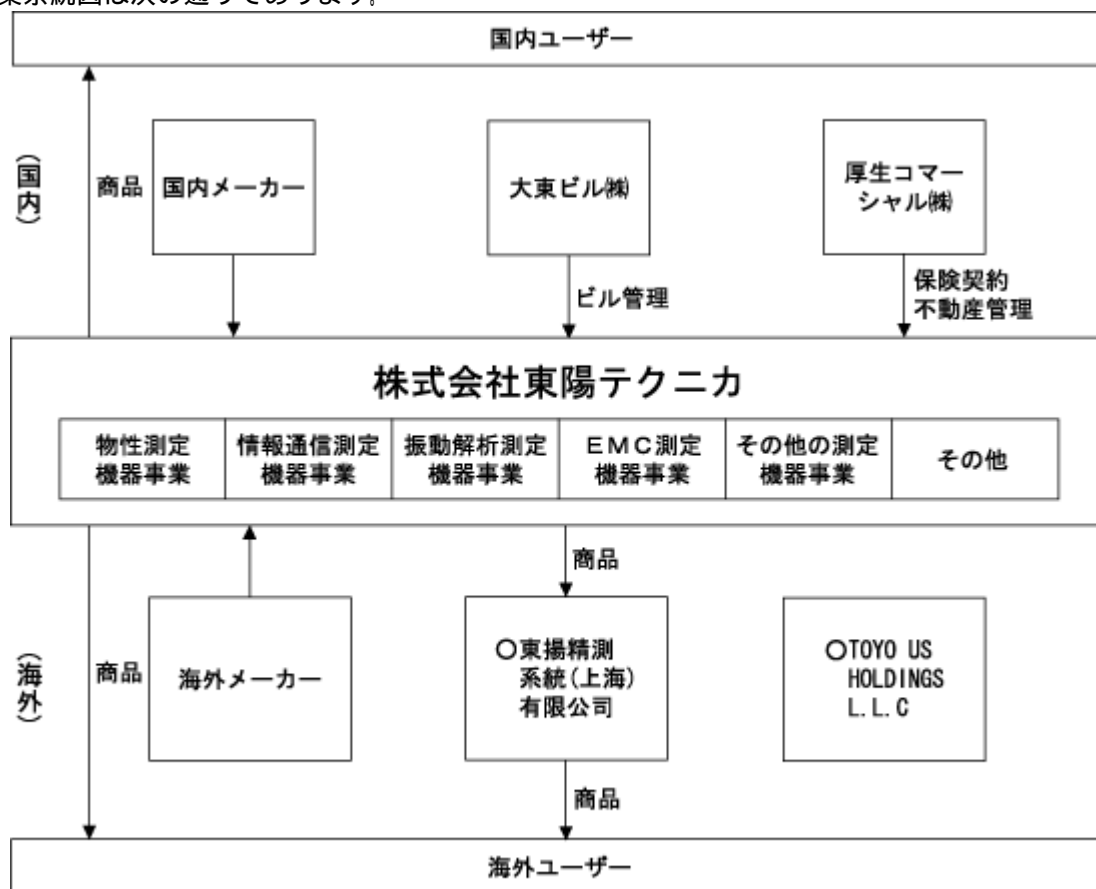 業系統図は次の通りであります。
国内ユーザー
(国内)
商品
国内メーカー
大東ビル㈱
厚生コマー
シャル㈱
ビル管理
保険契約
不動産管理
株式会社東陽テクニカ
物性測定
機器事業
情報通信測定
機器事業
振動解析測定
機器事業
EMC測定
機器事業
その他の測定
機器事業
その他
商品
(海外)
商品
海外メーカー
○東揚精測
系統(上海)
有限公司
○TOYO US
HOLDINGS
L.L.C
商品
海外ユーザー